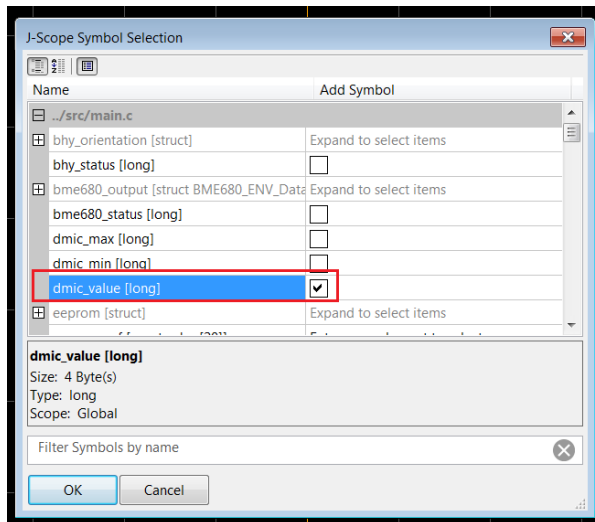 J-Scope Symbol Selection
Name Add Symbol
../src/main.c
bhy_orientation [struct] Expand to select items
bhy_status [long]
bme680_output [struct BME680_ENV_Data Expand to select items
bme680_status [long]
dmic_max [long]
dmic_min [long]
dmic_value [long]
eeprom [struct] Expand to select items
dmic_value [long]
Size: 4 Byte(s)
Type: long
Scope: Global
Filter Symbols by name
OK Cancel